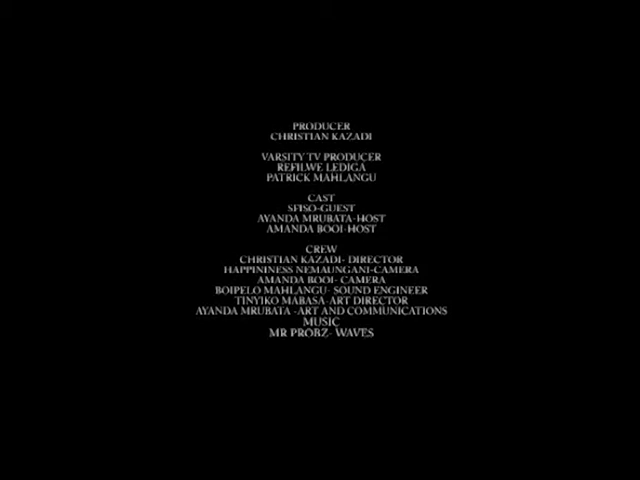 PRODUCER
CHRISTIAN KAZADI
VARSITY TV PRODUCER
REFILWE LEDIGA
PATRICK MAHLANGU
CAST
SFISO-GUEST
AYANDA MRUBATA-HOST
AMANDA BOOI-HOST
CREW
CHRISTIAN KAZADI- DIRECTOR
HAPPININESS NEMAUNGANI-CAMERA
AMANDA BOOI- CAMERA
BOIPELO MAHLANGU- SOUND ENGINEER
TINYIKO MABASA-ART DIRECTOR
AYANDA MRUBATA -ART AND COMMUNICATIONS
MUSIC
MR PROBZ- WAVES